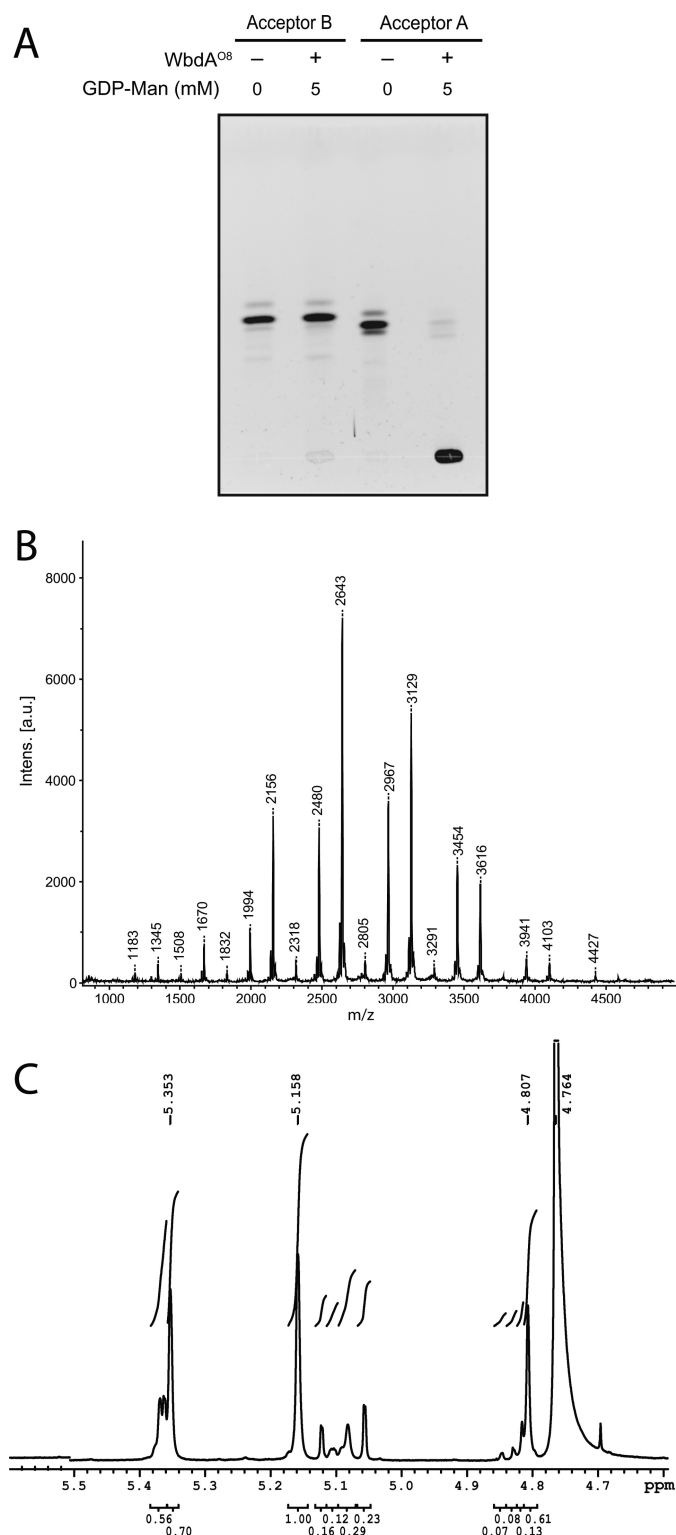 A
Acceptor B Acceptor A
WbdAO8 – + – +
GDP-Man (mM) 0 5 0 5
B
Intens. [a.u.]
8000
6000
4000
2000
0
1183
1345
1508
1670
1832
1994
2156
2318
2480
2643
2805
2967
3129
3291
3454
3616
3941
4103
4427
1000 1500 2000 2500 3000 3500 4000 4500
m/z
C
5.353
5.158
4.807
4.764
5.5 5.4 5.3 5.2 5.1 5.0 4.9 4.8 4.7 ppm
0.56 1.00 0.12 0.23 0.08 0.61
0.70 0.16 0.29 0.07 0.13